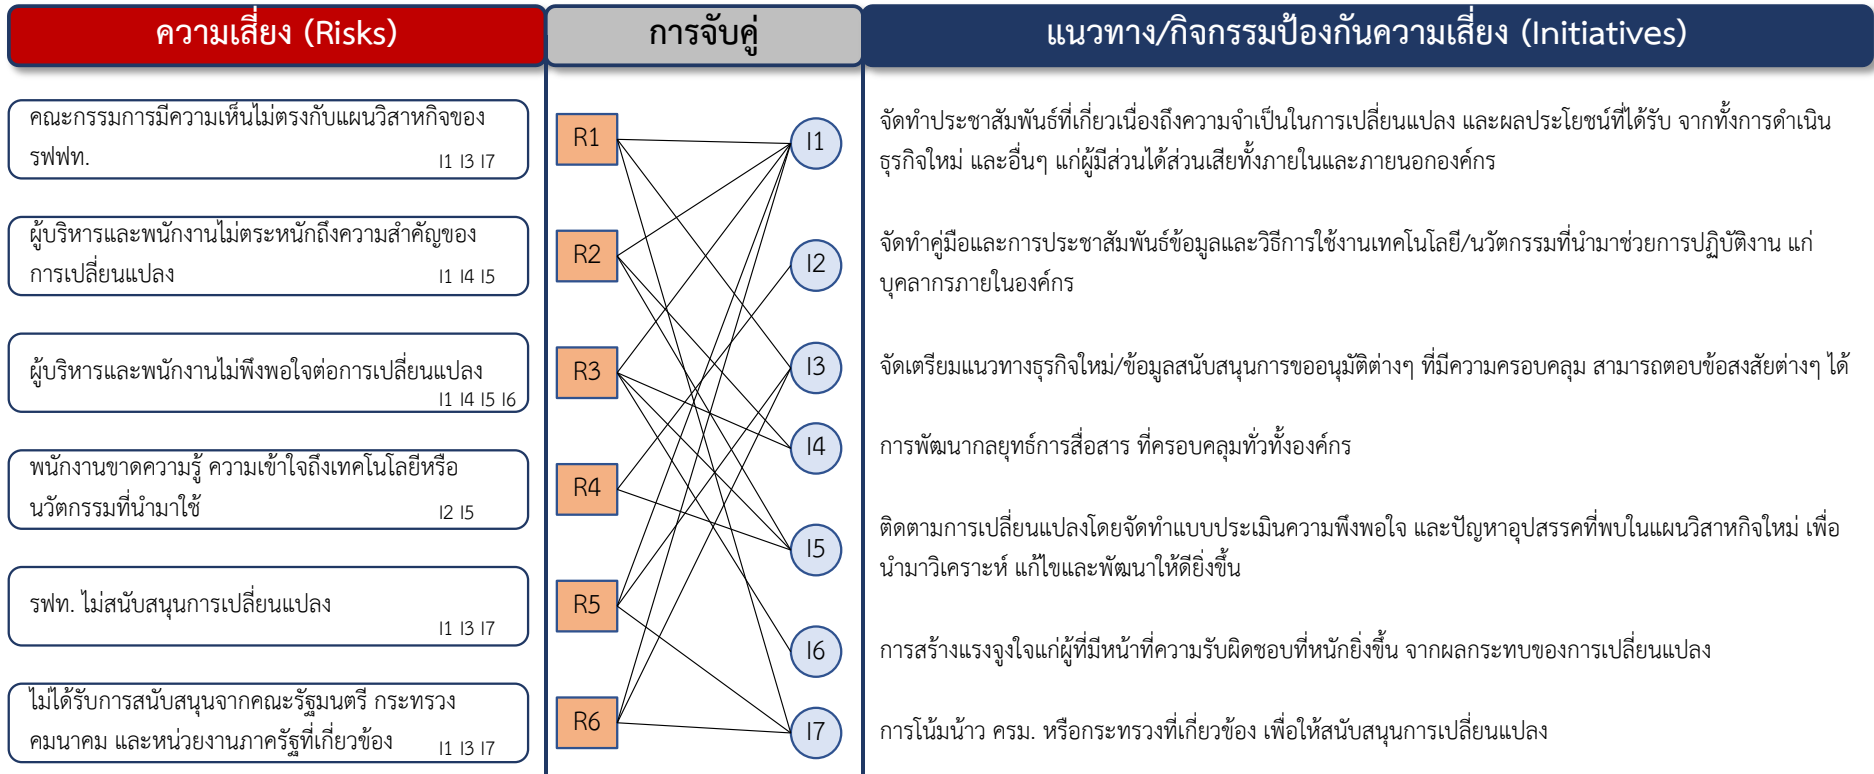 ความเสี่ยง (Risks)
การจับคู่
แนวทาง/กิจกรรมป้องกันความเสี่ยง (Initiatives)
คณะกรรมการมีความเห็นไม่ตรงกับแผนวิสาหกิจของ
รฟฟท.
I1 I3 I7
ผู้บริหารและพนักงานไม่ตระหนักถึงความสำคัญของ
การเปลี่ยนแปลง
I1 I4 I5
ผู้บริหารและพนักงานไม่พึงพอใจต่อการเปลี่ยนแปลง
I1 I4 I5 I6
พนักงานขาดความรู้ ความเข้าใจถึงเทคโนโลยีหรือ
นวัตกรรมที่นำมาใช้
I2 I5
รฟท. ไม่สนับสนุนการเปลี่ยนแปลง
I1 I3 I7
ไม่ได้รับการสนับสนุนจากคณะรัฐมนตรี กระทรวง
คมนาคม และหน่วยงานภาครัฐที่เกี่ยวข้อง
I1 I3 I7
R1
R2
R3
R4
R5
R6
I1
I2
I3
I4
I5
I6
I7
จัดทำประชาสัมพันธ์ที่เกี่ยวเนื่องถึงความจำเป็นในการเปลี่ยนแปลง และผลประโยชน์ที่ได้รับ จากทั้งการดำเนิน
ธุรกิจใหม่ และอื่นๆ แก่ผู้มีส่วนได้ส่วนเสียทั้งภายในและภายนอกองค์กร
จัดทำคู่มือและการประชาสัมพันธ์ข้อมูลและวิธีการใช้งานเทคโนโลยี/นวัตกรรมที่นำมาช่วยการปฏิบัติงาน แก่
บุคลากรภายในองค์กร
จัดเตรียมแนวทางธุรกิจใหม่/ข้อมูลสนับสนุนการขออนุมัติต่างๆ ที่มีความครอบคลุม สามารถตอบข้อสงสัยต่างๆ ได้
การพัฒนากลยุทธ์การสื่อสาร ที่ครอบคลุมทั่วทั้งองค์กร
ติดตามการเปลี่ยนแปลงโดยจัดทำแบบประเมินความพึงพอใจ และปัญหาอุปสรรคที่พบในแผนวิสาหกิจใหม่ เพื่อ
นำมาวิเคราะห์ แก้ไขและพัฒนาให้ดียิ่งขึ้น
การสร้างแรงจูงใจแก่ผู้ที่มีหน้าที่ความรับผิดชอบที่หนักยิ่งขึ้น จากผลกระทบของการเปลี่ยนแปลง
การโน้มน้าว ครม. หรือกระทรวงที่เกี่ยวข้อง เพื่อให้สนับสนุนการเปลี่ยนแปลง